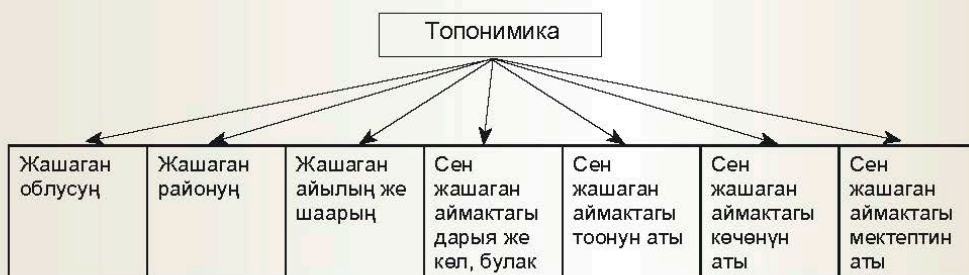 Топонимика
Жашаган
облусуң
Жашаган
районуң
Жашаган
айылың же
шаарың
Сен
жашаган
аймактагы
дарыя же
көл, булак
Сен
жашаган
аймактагы
тоонун аты
Сен
жашаган
аймактагы
көчөнүн
аты
Сен
жашаган
аймактагы
мектептин
аты